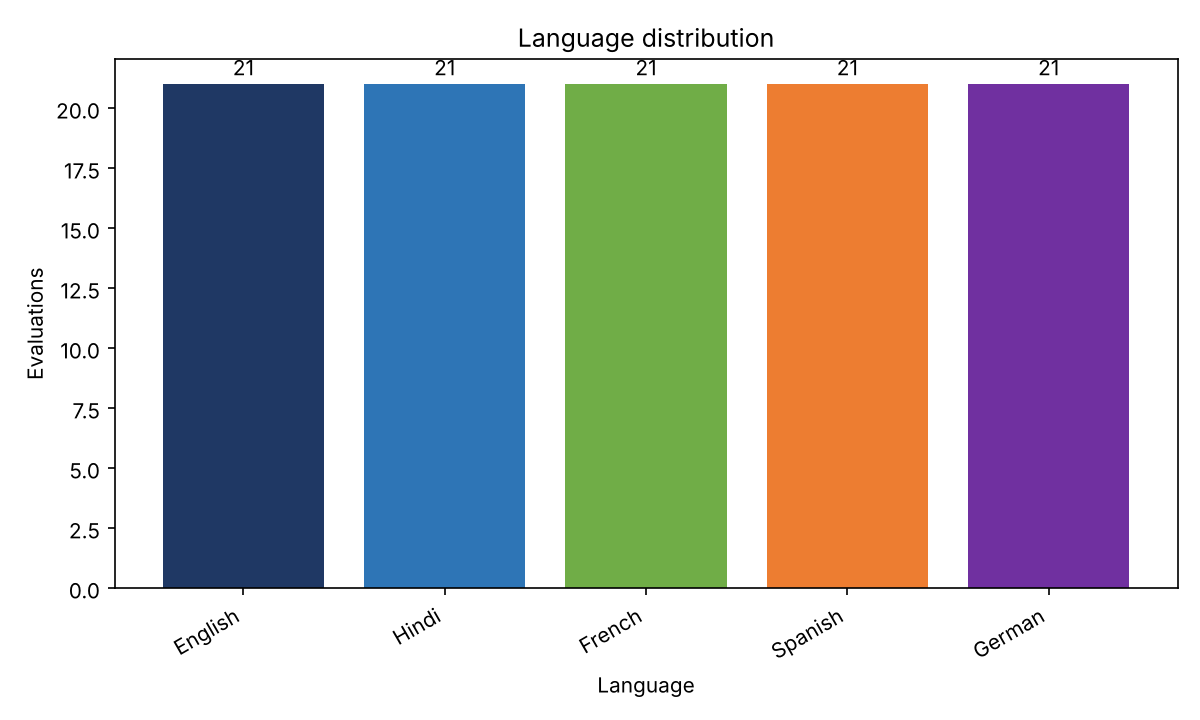 Language distribution
21 21 21 21 21
20.0
17.5
15.0
12.5
10.0
7.5
5.0
2.5
0.0
Evaluations
English Hindi French Spanish German
Language